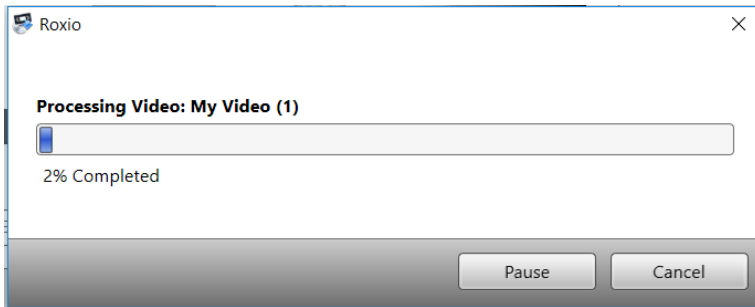 Roxio
Processing Video: My Video (1)
2% Completed
Pause
Cancel